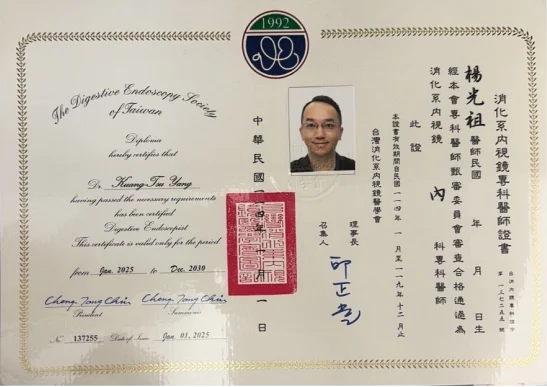 1992
The Digestive Endoscopy Society
of Taiwan
Diploma
hereby certifies that
Dr. Kuang-Tsu Yang
having passed the necessary requirements
has been certified
Digestive Endoscopist
This certificate is valid only for the period
from Jan. 2025 to Dec. 2030
President
Nº 137255 Date of Issue Jan 01, 2025
消化系內視鏡專科醫師證書
楊光祖 醫師民國 年 月 日生
經本會專科醫師甄審委員會審查合格通過為
消化系內視鏡 內 科專科醫師
此證
本證書有效期間自民國一一四年一月至一一九年十二月止
台灣消化系內視鏡醫學會
理事長
召集人
中華民國一一四年一月一日